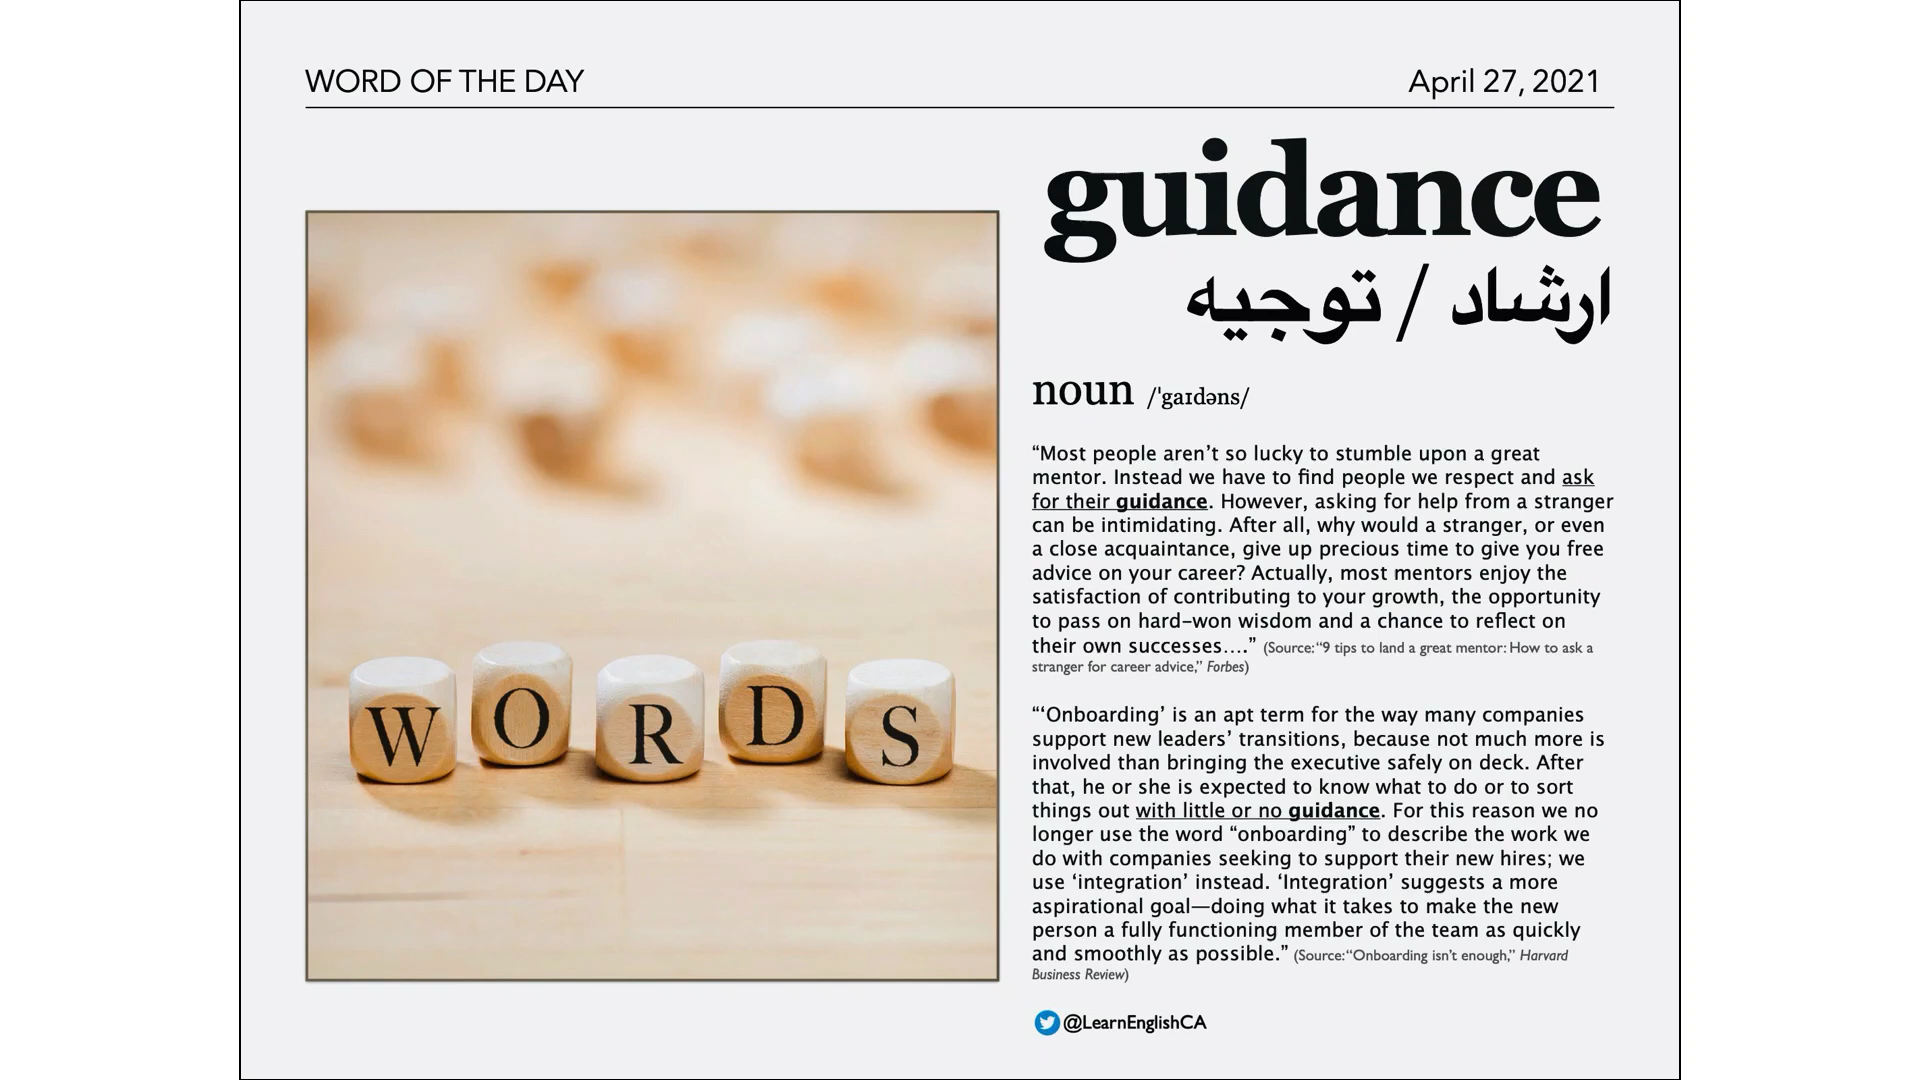 WORD OF THE DAY
April 27, 2021
guidance
ارشاد / توجيه
noun /ˈgaɪdəns/
“Most people aren’t so lucky to stumble upon a great
mentor. Instead we have to find people we respect and ask
for their guidance. However, asking for help from a stranger
can be intimidating. After all, why would a stranger, or even
a close acquaintance, give up precious time to give you free
advice on your career? Actually, most mentors enjoy the
satisfaction of contributing to your growth, the opportunity
to pass on hard-won wisdom and a chance to reflect on
their own successes….” (Source: “9 tips to land a great mentor: How to ask a
stranger for career advice,” Forbes)
“‘Onboarding’ is an apt term for the way many companies
support new leaders’ transitions, because not much more is
involved than bringing the executive safely on deck. After
that, he or she is expected to know what to do or to sort
things out with little or no guidance. For this reason we no
longer use the word “onboarding” to describe the work we
do with companies seeking to support their new hires; we
use ‘integration’ instead. ‘Integration’ suggests a more
aspirational goal—doing what it takes to make the new
person a fully functioning member of the team as quickly
and smoothly as possible.” (Source: “Onboarding isn’t enough,” Harvard
Business Review)
@LearnEnglishCA
WORDS